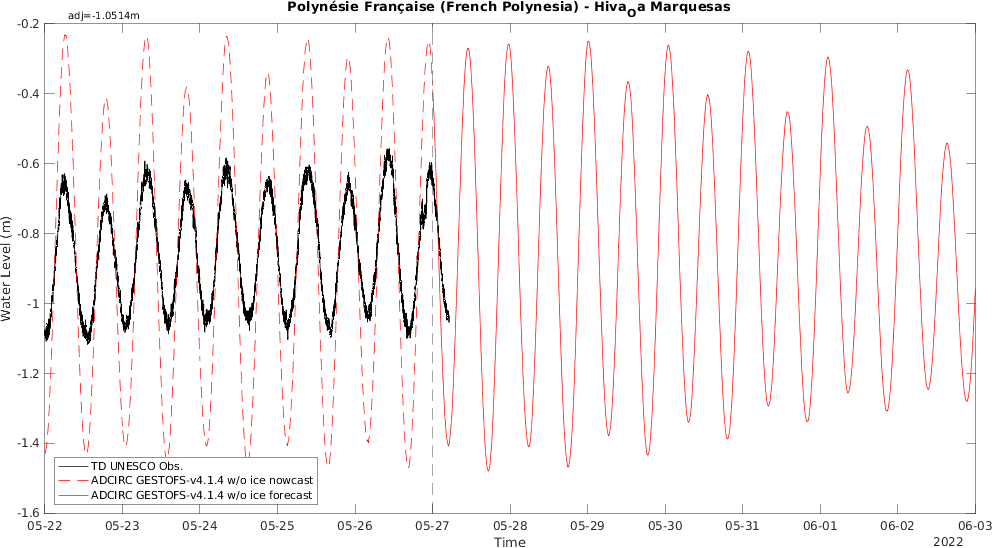 Polynésie Française (French Polynesia) - HivaOa Marquesas
adj=-1.0514m
-0.2
-0.4
-0.6
-0.8
-1
-1.2
-1.4
-1.6
Water Level (m)
TD UNESCO Obs.
ADCIRC GESTOFS-v4.1.4 w/o ice nowcast
ADCIRC GESTOFS-v4.1.4 w/o ice forecast
05-22 05-23 05-24 05-25 05-26 05-27 05-28 05-29 05-30 05-31 06-01 06-02 06-03
Time
2022